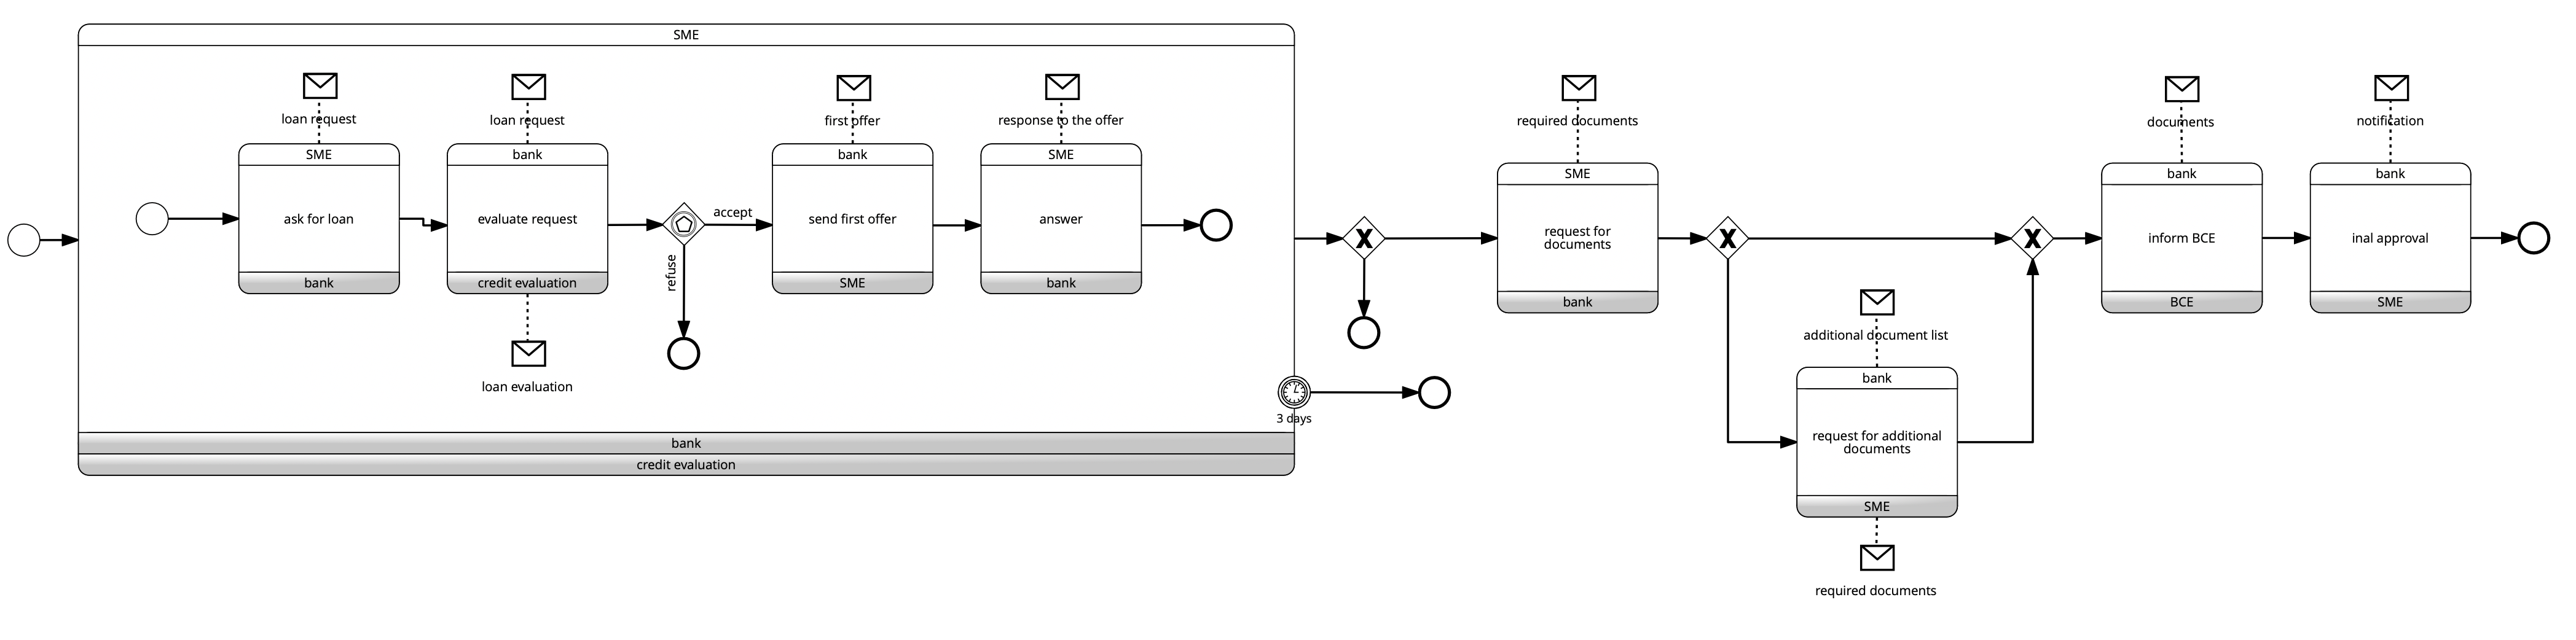 SME
loan request
SME
ask for loan
bank
loan request
bank
evaluate request
credit evaluation
loan evaluation
accept
refuse
first offer
bank
send first offer
SME
response to the offer
SME
answer
bank
bank
credit evaluation
3 days
required documents
SME
request for
documents
bank
additional document list
bank
request for additional
documents
SME
required documents
documents
bank
inform BCE
BCE
notification
bank
inal approval
SME